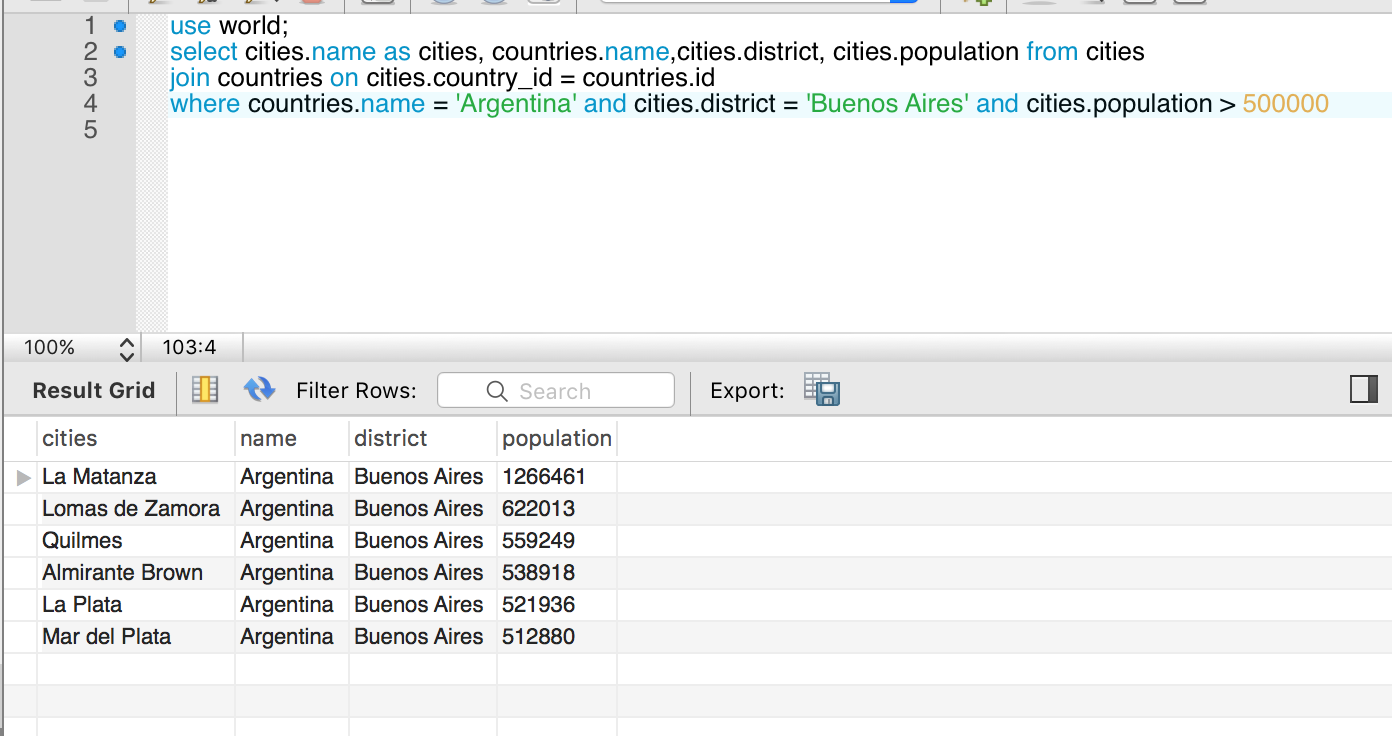 1 use world;
2 select cities.name as cities, countries.name,cities.district, cities.population from cities
3 join countries on cities.country_id = countries.id
4 where countries.name = 'Argentina' and cities.district = 'Buenos Aires' and cities.population > 500000
5
100% 103:4
Result Grid Filter Rows: Search Export:
cities name district population
La Matanza Argentina Buenos Aires 1266461
Lomas de Zamora Argentina Buenos Aires 622013
Quilmes Argentina Buenos Aires 559249
Almirante Brown Argentina Buenos Aires 538918
La Plata Argentina Buenos Aires 521936
Mar del Plata Argentina Buenos Aires 512880